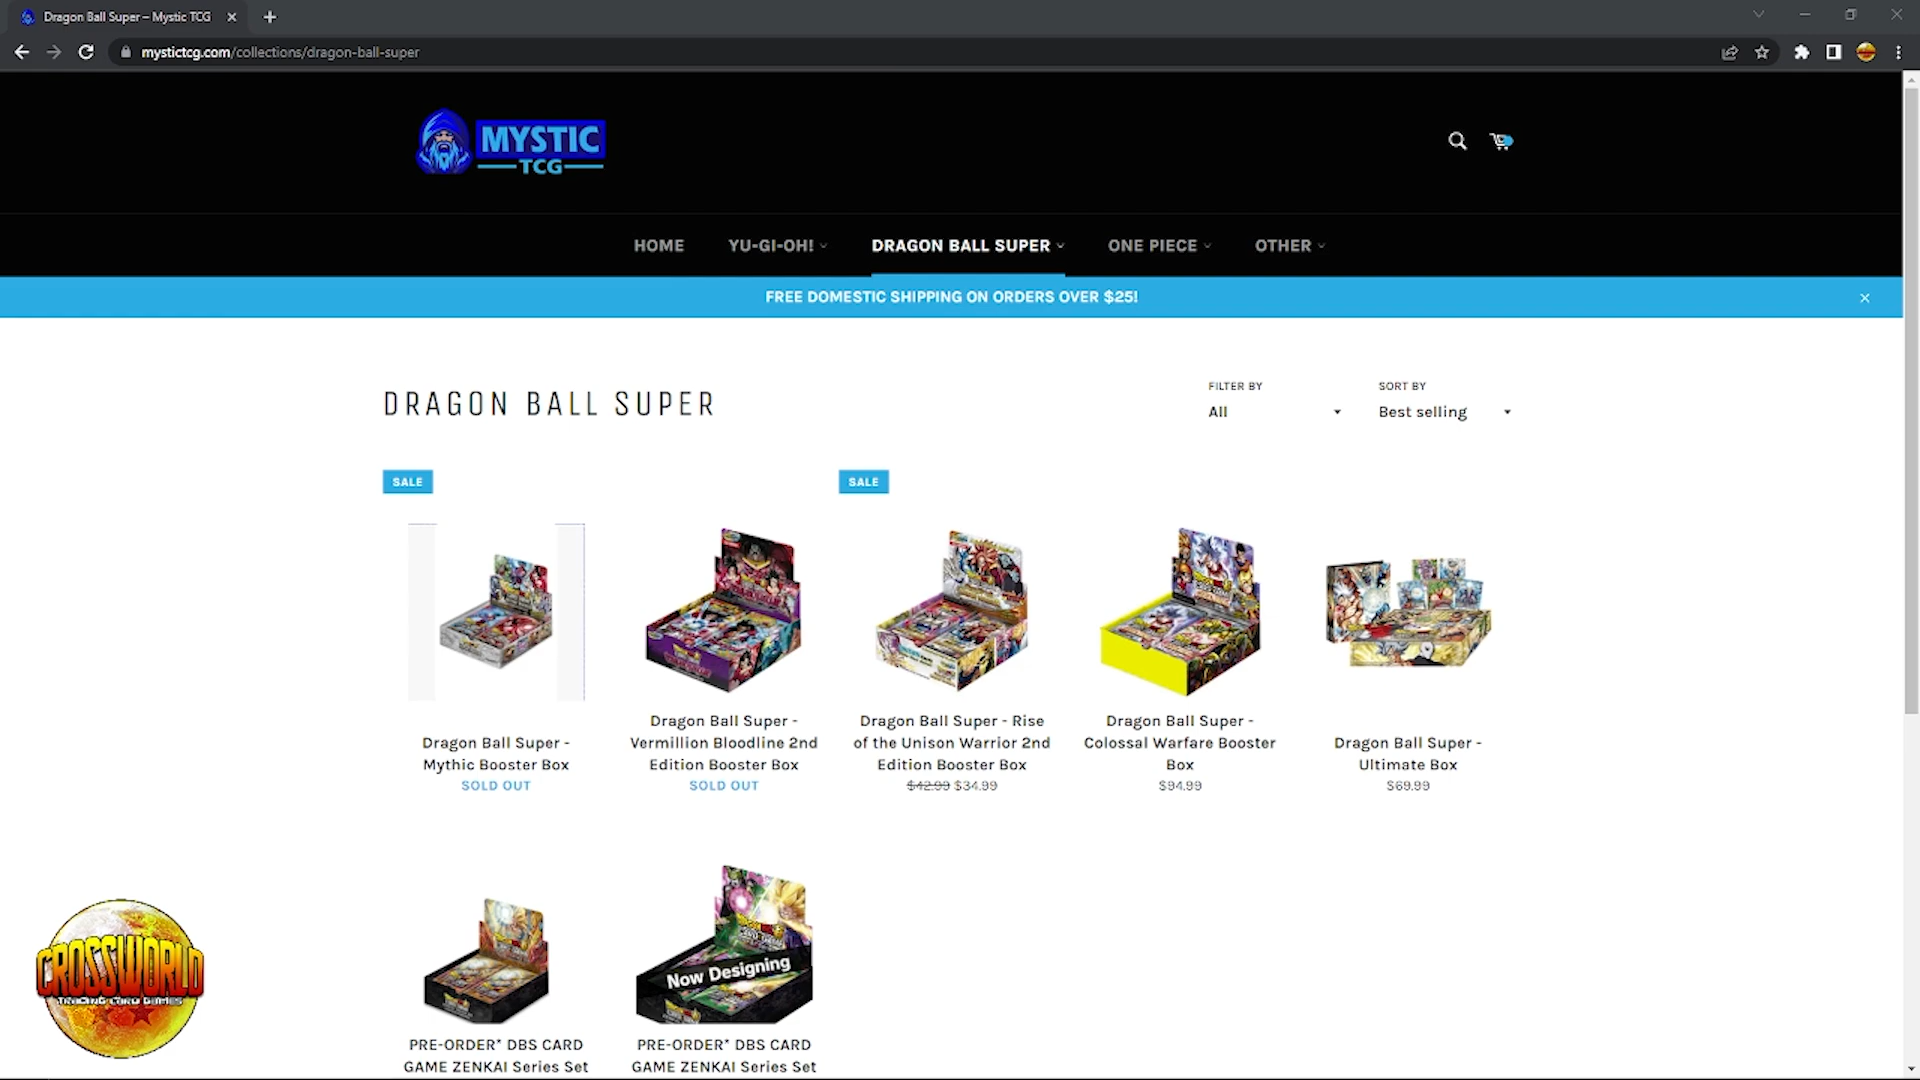 Dragon Ball Super – Mystic TCG
mystictcg.com/collections/dragon-ball-super
MYSTIC
TCG
HOME
YU-GI-OH!
DRAGON BALL SUPER
ONE PIECE
OTHER
FREE DOMESTIC SHIPPING ON ORDERS OVER $25!
DRAGON BALL SUPER
FILTER BY
All
SORT BY
Best selling
SALE
SALE
Dragon Ball Super -
Mythic Booster Box
SOLD OUT
Dragon Ball Super -
Vermillion Bloodline 2nd
Edition Booster Box
SOLD OUT
Dragon Ball Super - Rise
of the Unison Warrior 2nd
Edition Booster Box
$42.99 $34.99
Dragon Ball Super -
Colossal Warfare Booster
Box
$94.99
Dragon Ball Super -
Ultimate Box
$69.99
Now Designing
PRE-ORDER* DBS CARD
GAME ZENKAI Series Set
PRE-ORDER* DBS CARD
GAME ZENKAI Series Set
CROSSWORLD
TRADING CARD GAMES